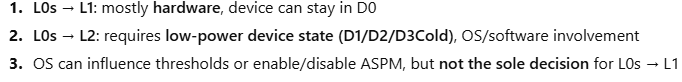 1. L0s → L1: mostly hardware, device can stay in D0
2. L0s → L2: requires low-power device state (D1/D2/D3Cold), OS/software involvement
3. OS can influence thresholds or enable/disable ASPM, but not the sole decision for L0s → L1